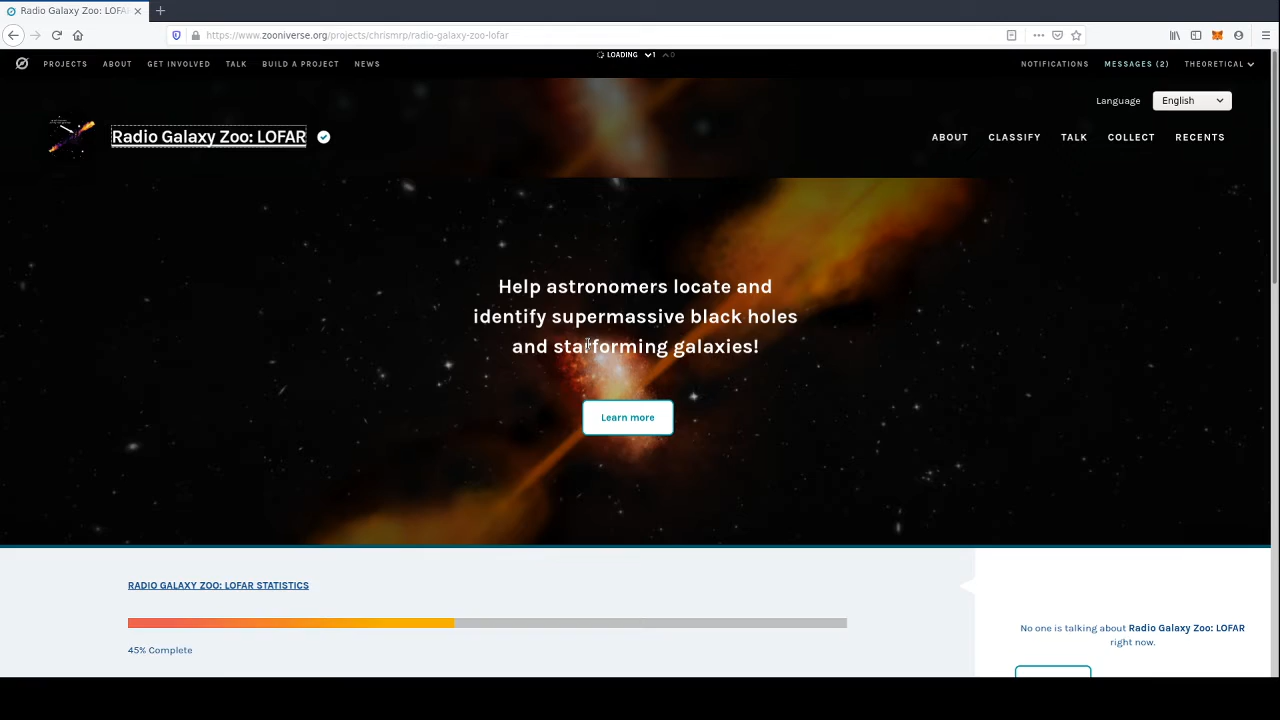 Radio Galaxy Zoo: LOFAR
https://www.zooniverse.org/projects/chrismrp/radio-galaxy-zoo-lofar
LOADING 1 0
PROJECTS ABOUT GET INVOLVED TALK BUILD A PROJECT NEWS NOTIFICATIONS MESSAGES (2) THEORETICAL
Language English
Radio Galaxy Zoo: LOFAR ABOUT CLASSIFY TALK COLLECT RECENTS
Help astronomers locate and
identify supermassive black holes
and starforming galaxies!
Learn more
RADIO GALAXY ZOO: LOFAR STATISTICS
45% Complete
No one is talking about Radio Galaxy Zoo: LOFAR
right now.